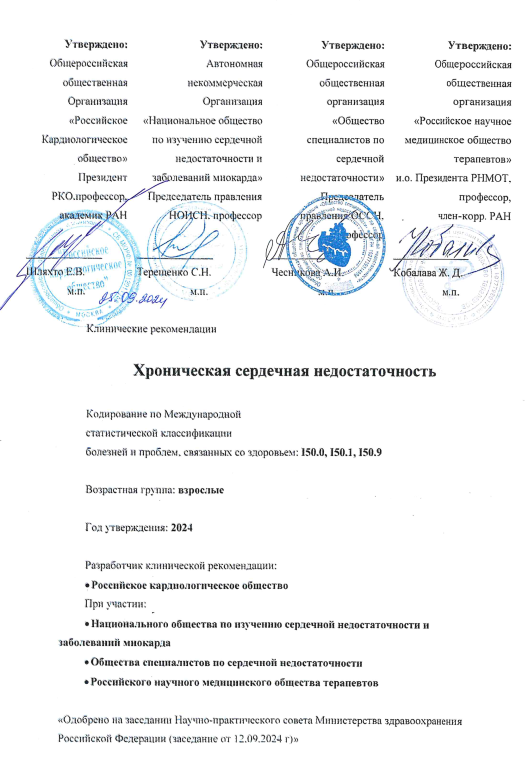 Утверждено:
Общероссийская
общественная
Организация
«Российское
Кардиологическое
общество»
Президент
РКО,профессор,
академик РАН
Шляхто Е.В.
м.п.
25.09.2024
Утверждено:
Автономная
некоммерческая
Организация
«Национальное общество
по изучению сердечной
недостаточности и
заболеваний миокарда»
Председатель правления
НОИСН, профессор
Терещенко С.Н.
м.п.
Утверждено:
Общероссийская
общественная
организация
«Общество
специалистов по
сердечной
недостаточности»
Председатель
правления ОССН,
профессор
Чесникова А.И.
м.п.
Утверждено:
Общероссийская
общественная
организация
«Российское научное
медицинское общество
терапевтов»
и.о. Президента РНМОТ,
профессор,
член-корр. РАН
Кобалава Ж. Д.
м.п.
Клинические рекомендации
Хроническая сердечная недостаточность
Кодирование по Международной
статистической классификации
болезней и проблем, связанных со здоровьем: I50.0, I50.1, I50.9
Возрастная группа: взрослые
Год утверждения: 2024
Разработчик клинической рекомендации:
• Российское кардиологическое общество
При участии:
• Национального общества по изучению сердечной недостаточности и
заболеваний миокарда
• Общества специалистов по сердечной недостаточности
• Российского научного медицинского общества терапевтов
«Одобрено на заседании Научно-практического совета Министерства здравоохранения
Российской Федерации (заседание от 12.09.2024 г)»